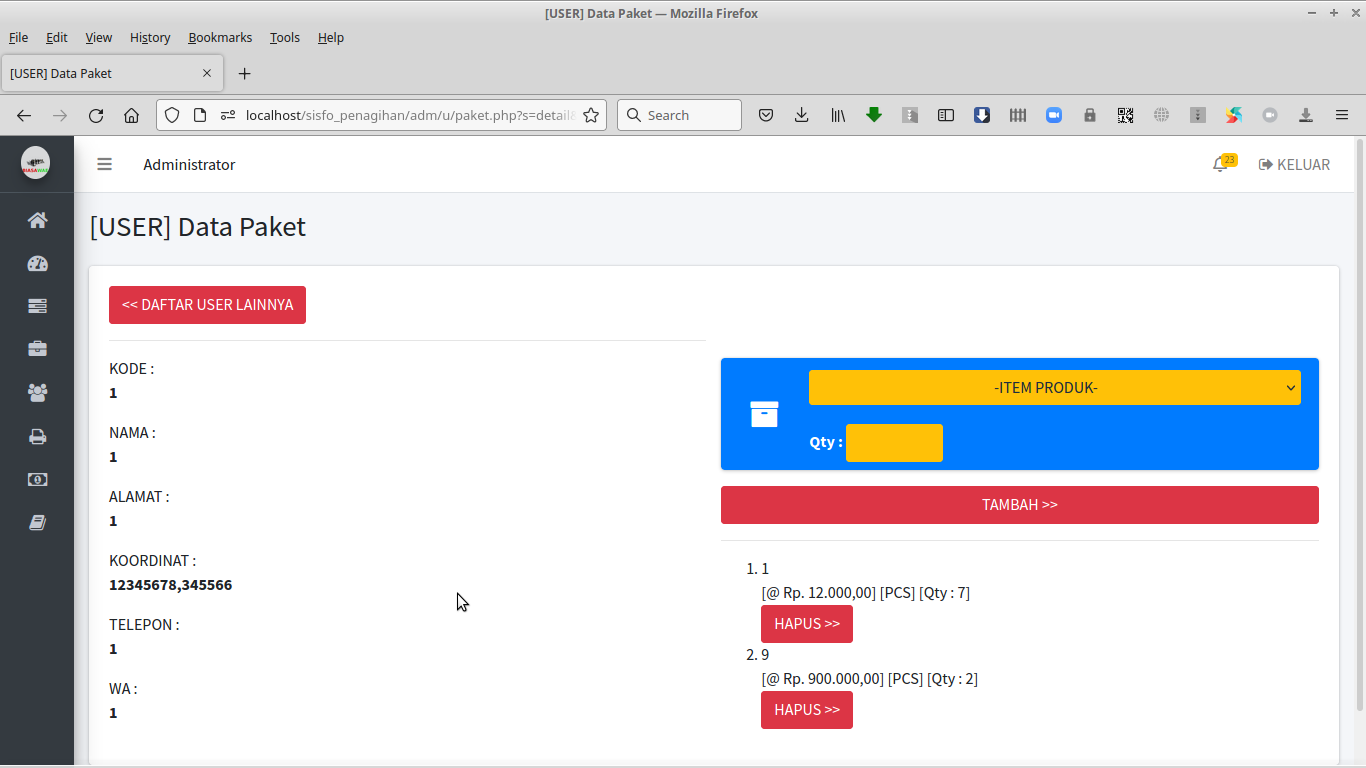 [USER] Data Paket — Mozilla Firefox
File Edit View History Bookmarks Tools Help
[USER] Data Paket
localhost/sisfo_penagihan/adm/u/paket.php?s=detail
Search
Administrator
23
KELUAR
[USER] Data Paket
<< DAFTAR USER LAINNYA
KODE :
1
NAMA :
1
ALAMAT :
1
KOORDINAT :
12345678,345566
TELEPON :
1
WA :
1
-ITEM PRODUK-
Qty :
TAMBAH >>
1. 1
[@ Rp. 12.000,00] [PCS] [Qty : 7]
HAPUS >>
2. 9
[@ Rp. 900.000,00] [PCS] [Qty : 2]
HAPUS >>